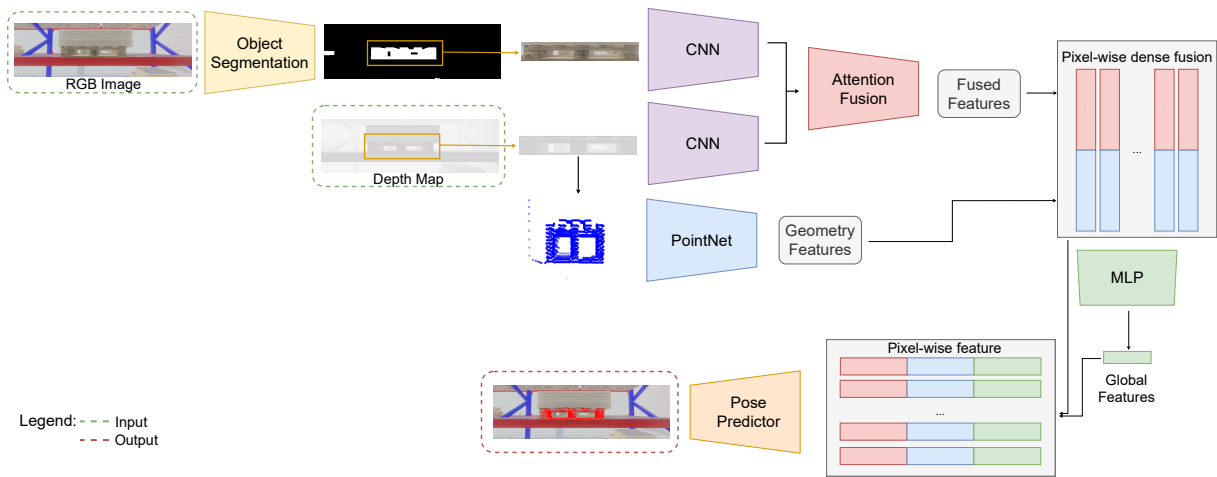 RGB Image
Object
Segmentation
CNN
Attention
Fusion
Fused
Features
Pixel-wise dense fusion
...
Depth Map
CNN
PointNet
Geometry
Features
MLP
Global
Features
Pixel-wise feature
...
Pose
Predictor
Legend:
Input
Output